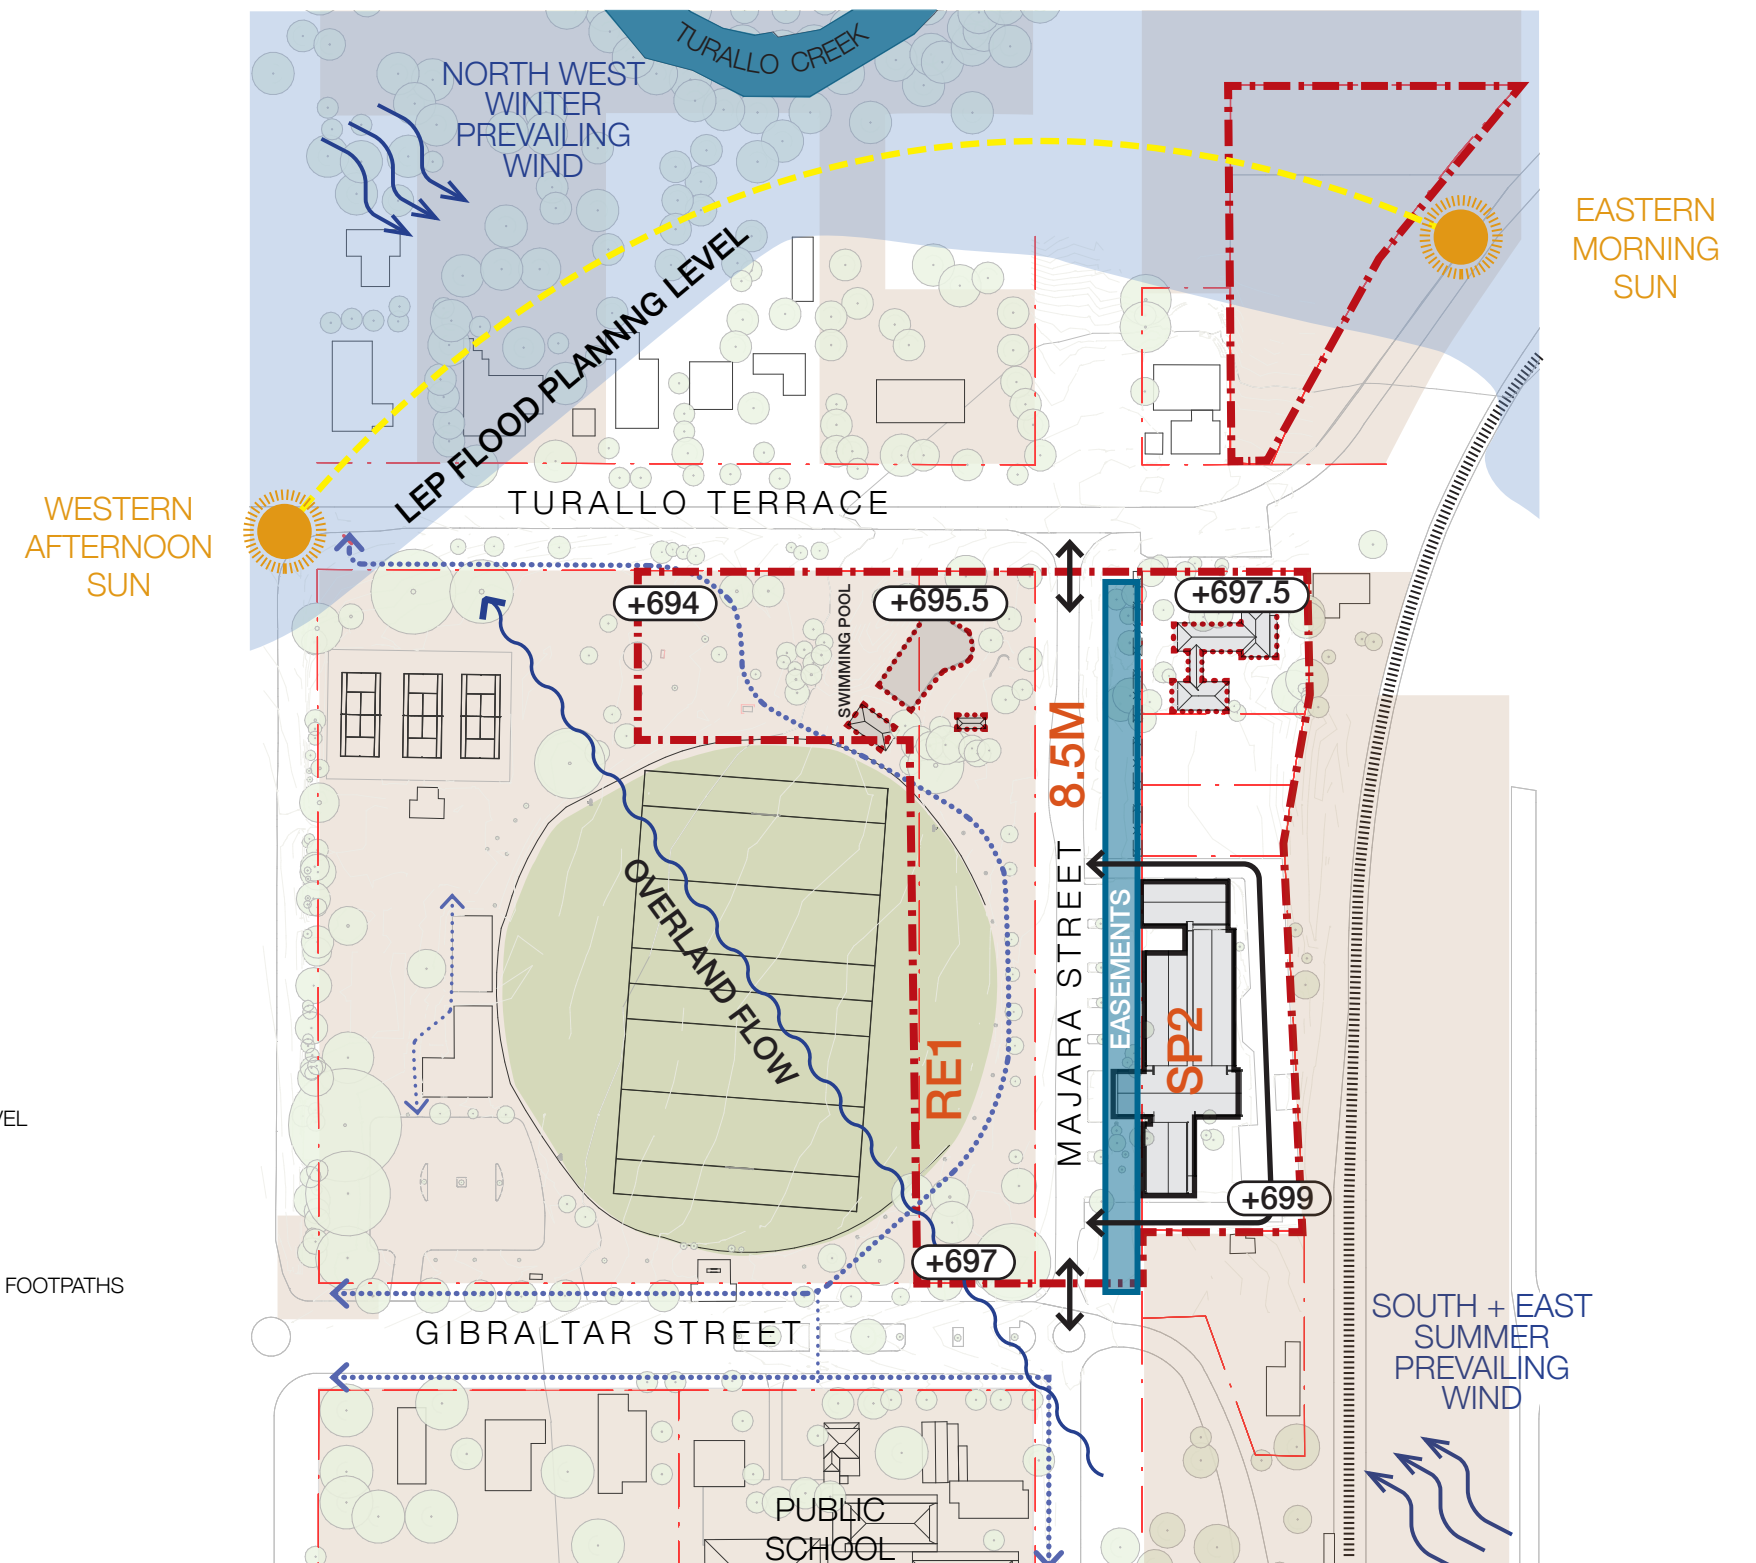 TURALLO CREEK
NORTH WEST
WINTER
PREVAILING
WIND
EASTERN
MORNING
SUN
LEP FLOOD PLANNNG LEVEL
WESTERN
AFTERNOON
SUN
TURALLO TERRACE
+694
+695.5
+697.5
SWIMMING POOL
8.5M
MAJARA STREET
EASEMENTS
OVERLAND FLOW
RE1
SP2
+699
+697
VEL
FOOTPATHS
GIBRALTAR STREET
SOUTH + EAST
SUMMER
PREVAILING
WIND
PUBLIC
SCHOOL